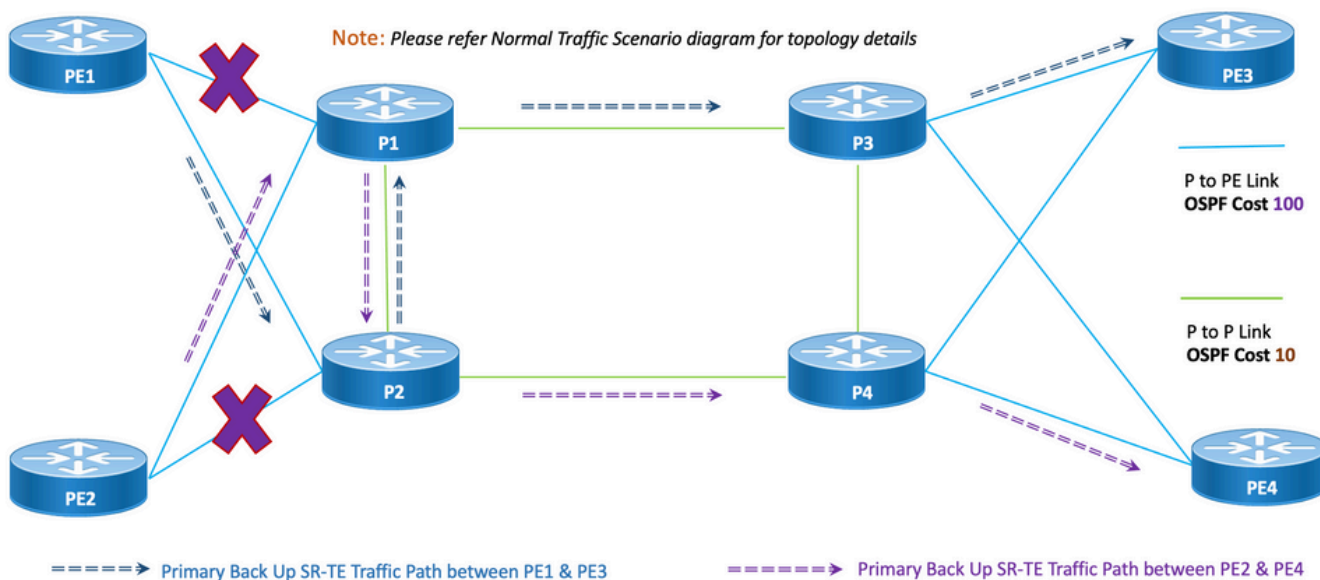 Note: Please refer Normal Traffic Scenario diagram for topology details
PE1
PE3
P1
P3
P to PE Link
OSPF Cost 100
P to P Link
OSPF Cost 10
P2
P4
PE2
PE4
Primary Back Up SR-TE Traffic Path between PE1 & PE3
Primary Back Up SR-TE Traffic Path between PE2 & PE4